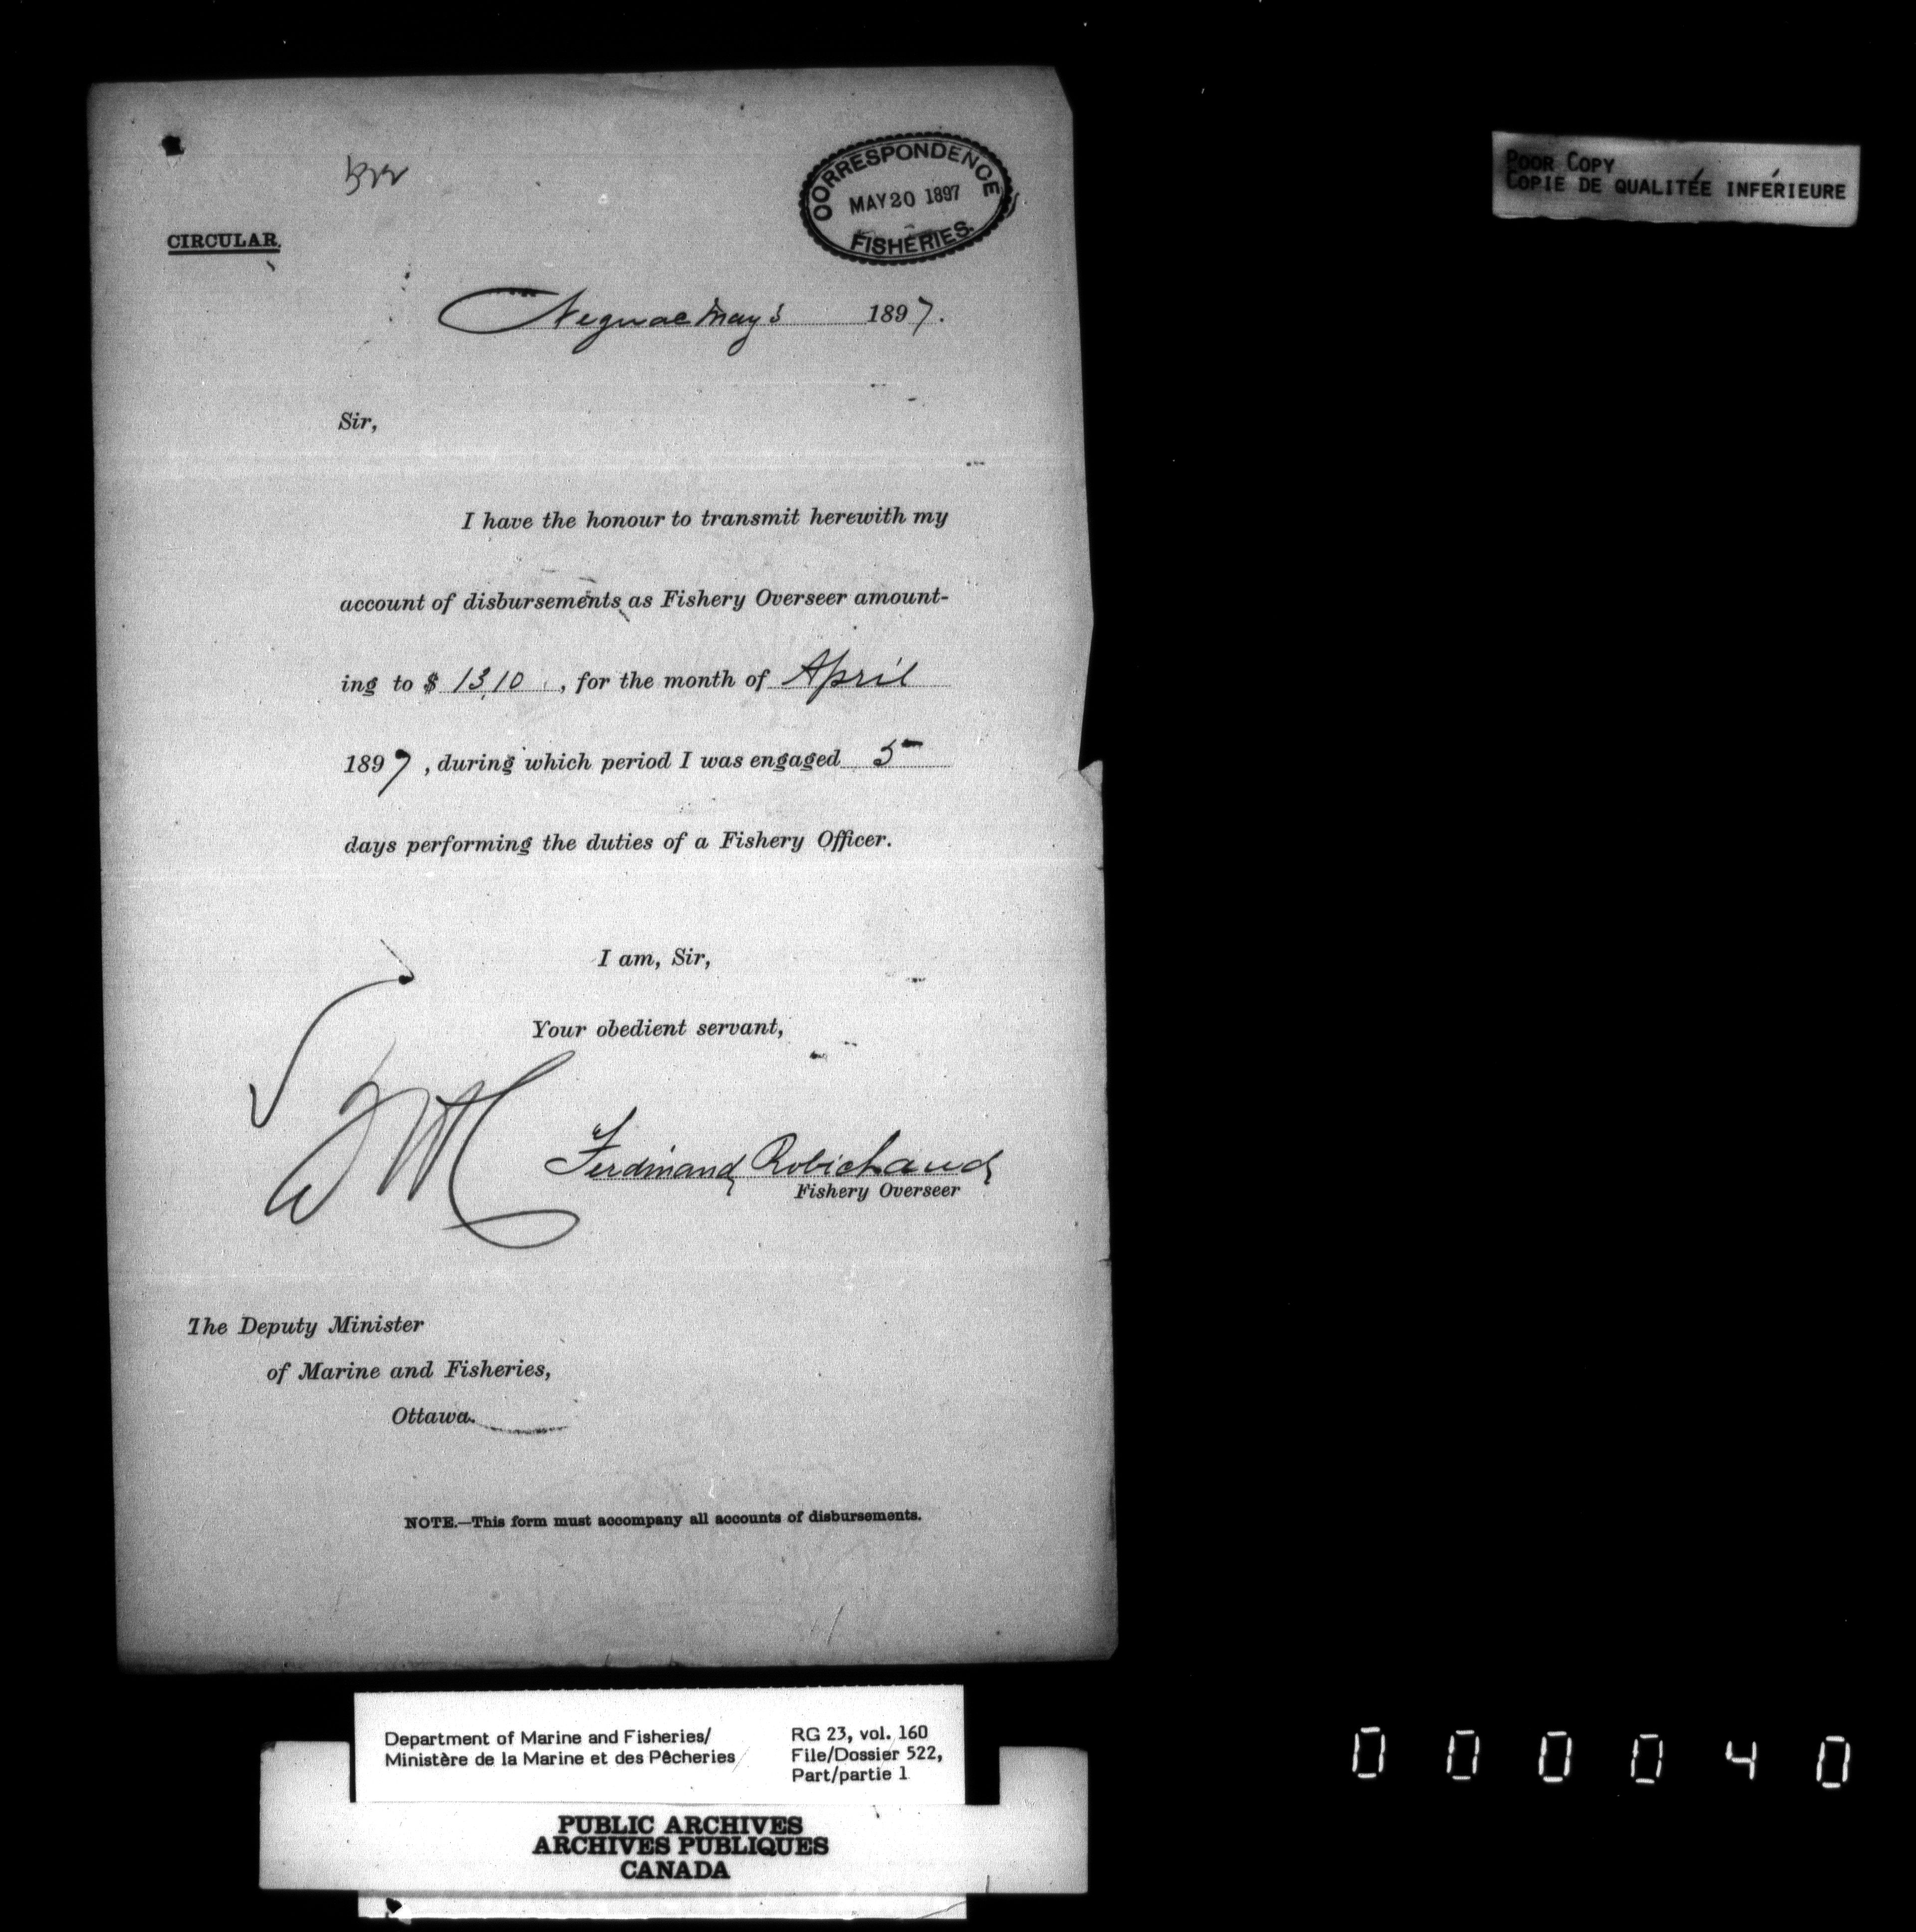 522
CORRESPONDENCE
MAY 20 1897
FISHERIES.
POOR COPY
COPIE DE QUALITÉE INFÉRIEURE
CIRCULAR.
Neguac May 1897.
Sir,
I have the honour to transmit herewith my
account of disbursements as Fishery Overseer amount-
ing to $ 13.10 , for the month of April
1897 , during which period I was engaged 5
days performing the duties of a Fishery Officer.
I am, Sir,
Your obedient servant,
Ferdinand Robichaud
Fishery Overseer
The Deputy Minister
of Marine and Fisheries,
Ottawa.
NOTE.—This form must accompany all accounts of disbursements.
Department of Marine and Fisheries/
Ministère de la Marine et des Pêcheries
RG 23, vol. 160
File/Dossier 522,
Part/partie 1
PUBLIC ARCHIVES
ARCHIVES PUBLIQUES
CANADA
000040